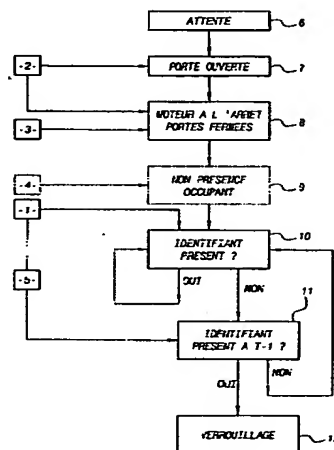 ATTENTE
6
-2-
PORTE OUVERTE
7
MOTEUR A L'ARRET
PORTES FERMEES
8
-3-
NON PRESENCE
OCCUPANT
9
-4-
-1-
IDENTIFIANT
PRESENT ?
10
OUI
NON
-5-
IDENTIFIANT
PRESENT A T-1 ?
11
OUI
NON
VERROUILLAGE